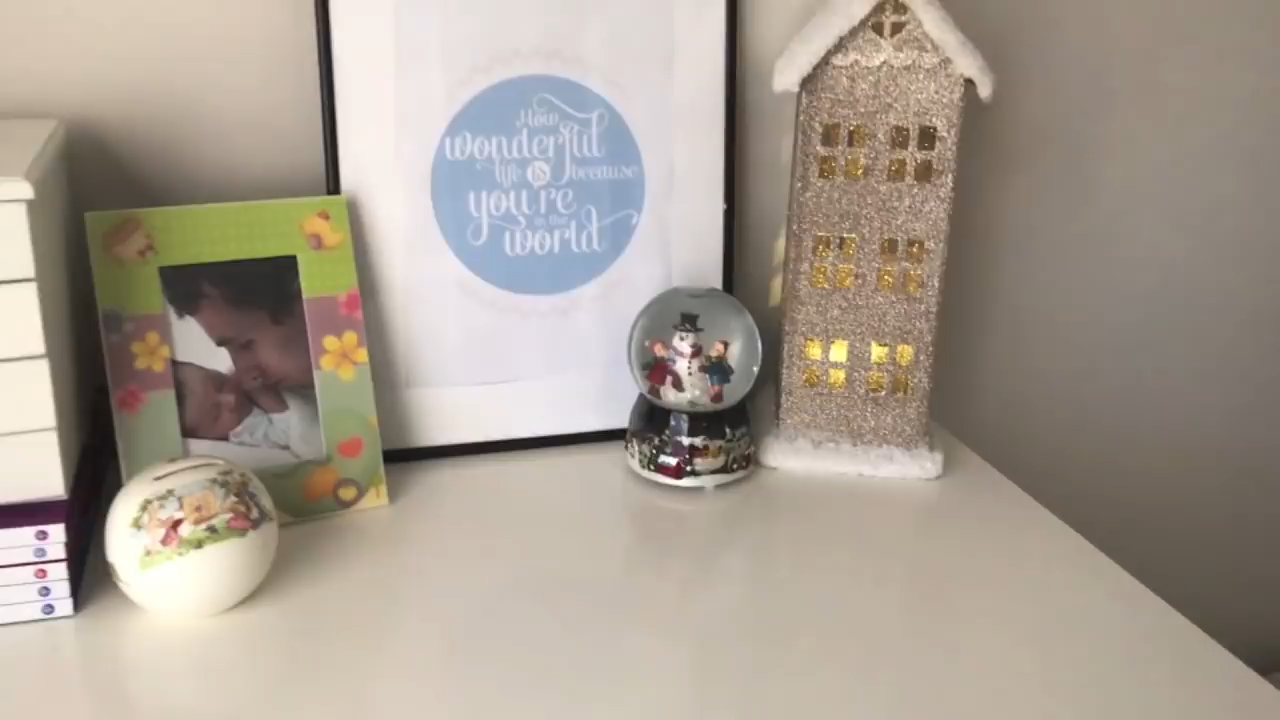 How
wonderful
life is because
you're
in the
world